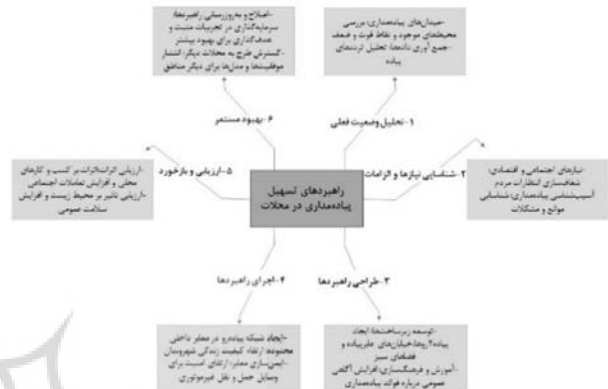 راهبردهای تسهیل
پیاده‌مداری در محلات
۱-تحلیل وضعیت فعلی
-میدان‌های پیاده‌مداری: بررسی
محیط‌های موجود و نقاط قوت و ضعف
-جمع آوری داده‌ها: تحلیل ترددهای
پیاده
۲-شناسایی نیازها و الزامات
-نیازهای اجتماعی و اقتصادی:
شفاف‌سازی انتظارات مردم
-آسیب‌شناسی پیاده‌مداری: شناسایی
موانع و مشکلات
۳-طراحی راهبردها
-توسعه زیرساخت‌ها: ایجاد
پیاده‌روها، خیابان‌های عابرپیاده و
فضاهای سبز
-آموزش و فرهنگ‌سازی: افزایش آگاهی
عمومی درباره فوائد پیاده‌مداری
۴-اجرای راهبردها
-ایجاد شبکه پیاده‌رو در معابر داخلی
محدوده: ارتقاء کیفیت زندگی شهروندان
-ایمن‌سازی معابر: ارتقای امنیت برای
وسایل حمل و نقل غیرموتوری
۵-ارزیابی و بازخورد
-ارزیابی اثرات: اثرات بر کسب و کارهای
محلی و افزایش تعاملات اجتماعی
-ارزیابی تاثیر بر محیط زیست و افزایش
سلامت عمومی
۶-بهبود مستمر
-اصلاح و به‌روزرسانی راهبردها:
سرمایه‌گذاری در تجربیات مثبت و
هدف‌گذاری برای بهبود بیشتر
-گسترش طرح به محلات دیگر: انتشار
موفقیت‌ها و مدل‌ها برای دیگر مناطق